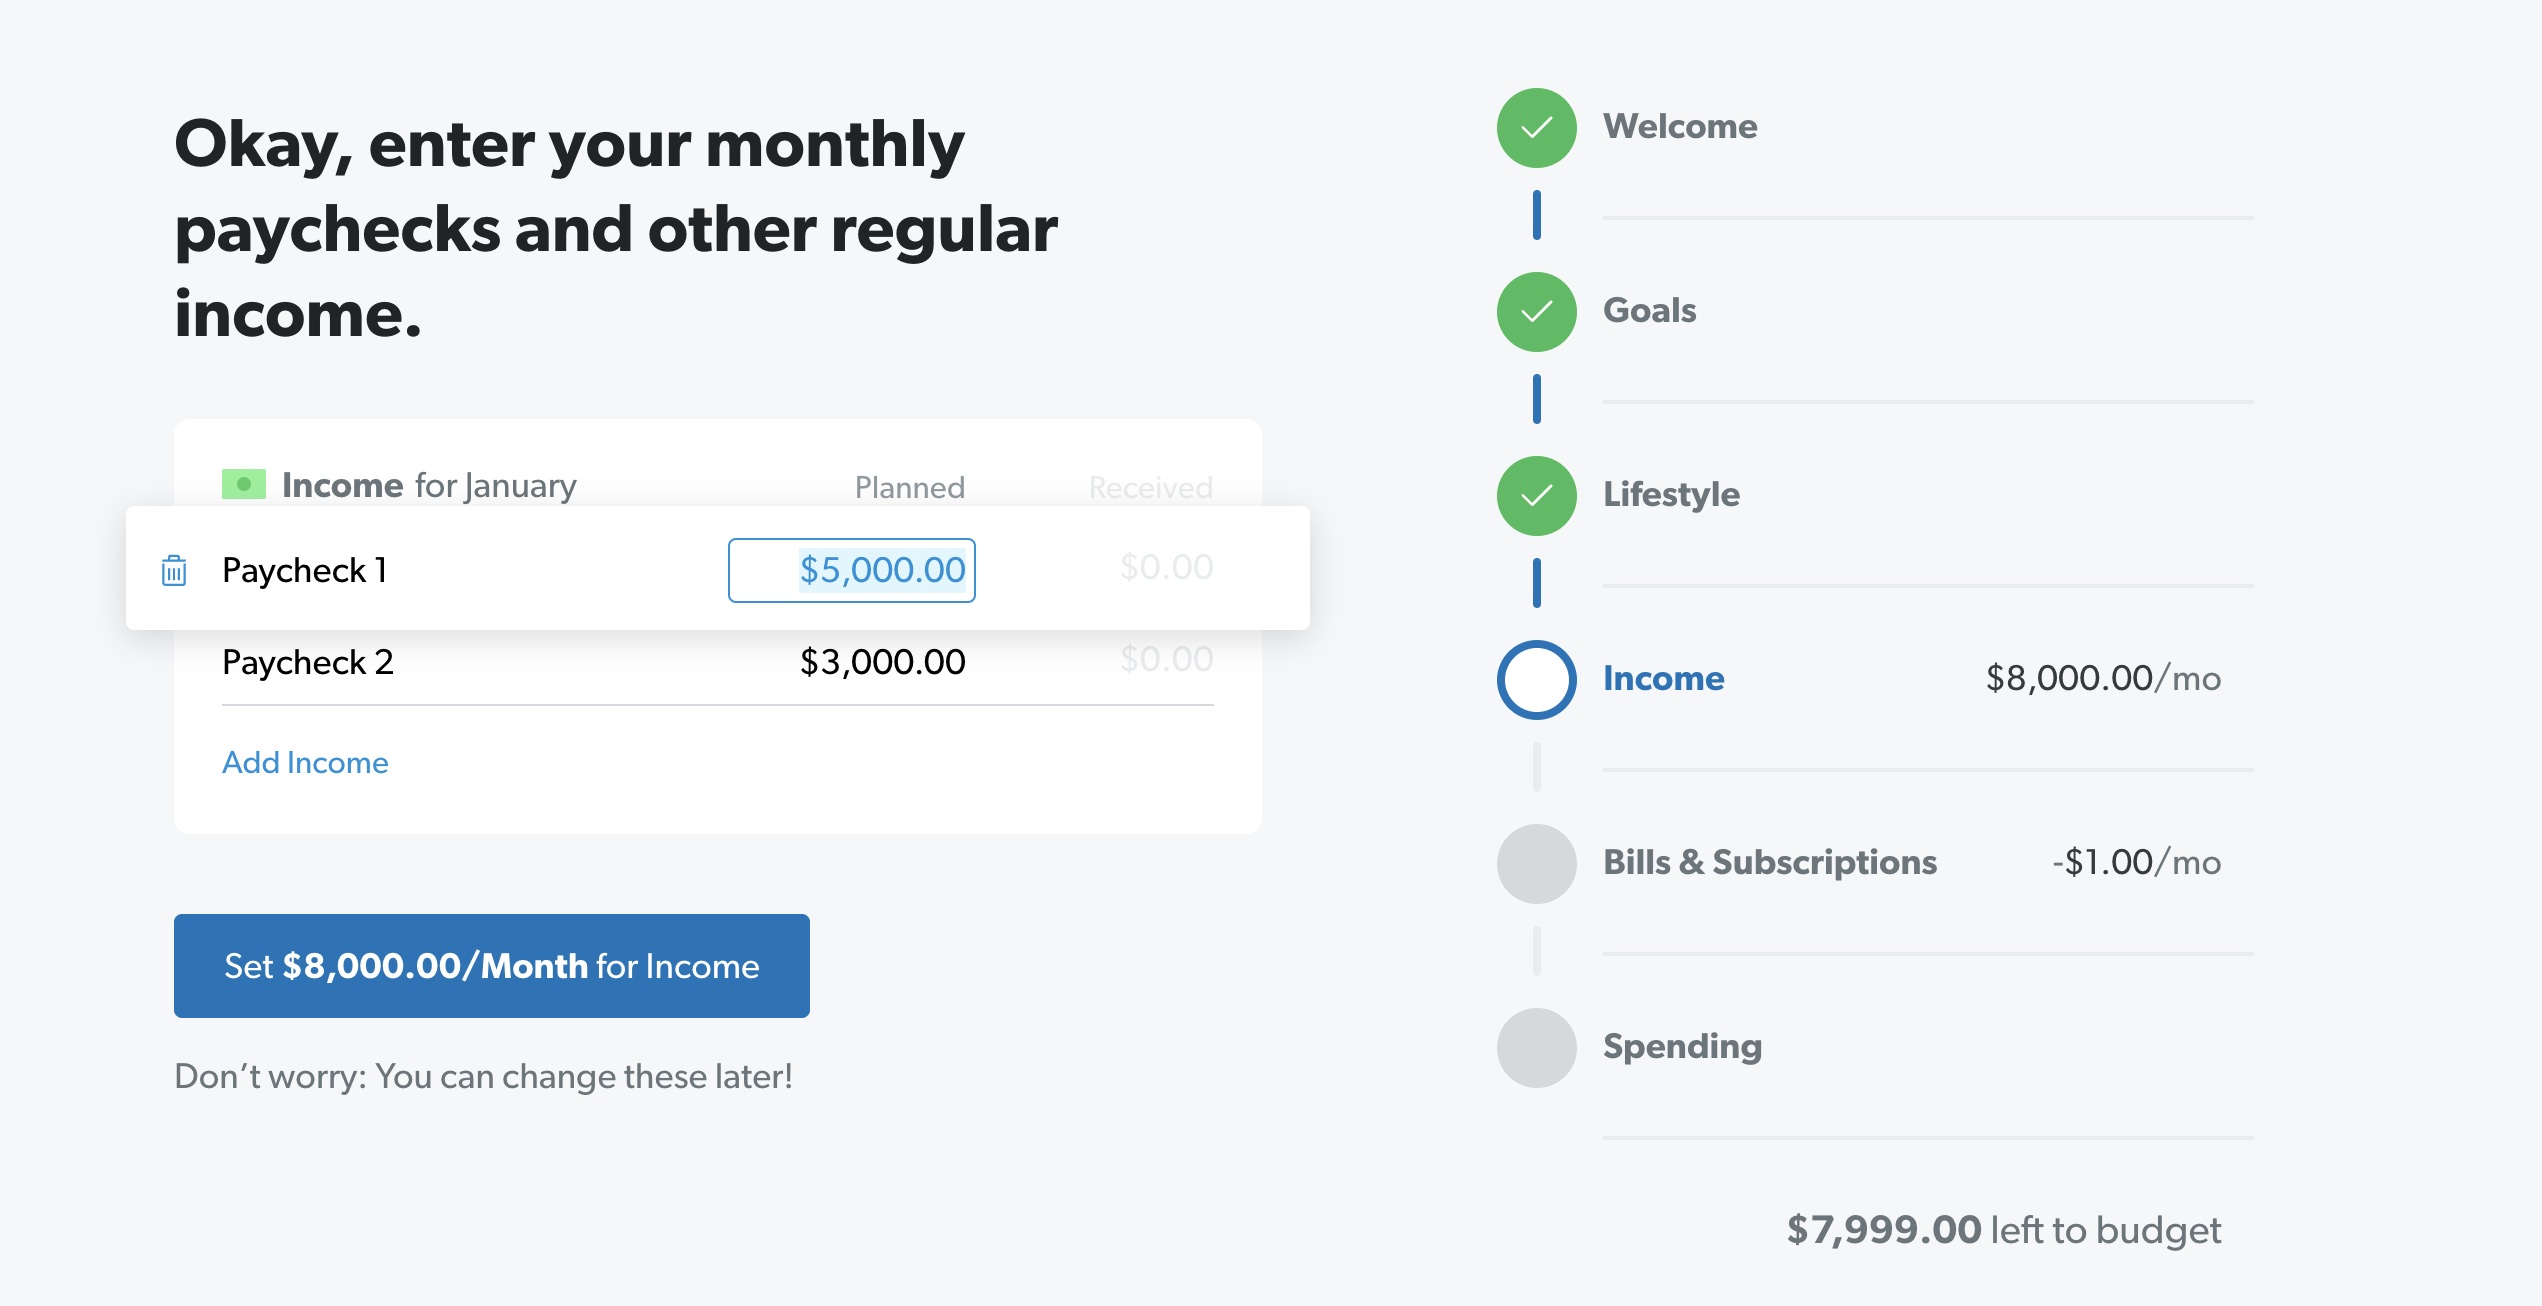 Okay, enter your monthly
paychecks and other regular
income.
Income for January Planned Received
Paycheck 1 $5,000.00 $0.00
Paycheck 2 $3,000.00 $0.00
Add Income
Set $8,000.00/Month for Income
Don’t worry: You can change these later!
Welcome
Goals
Lifestyle
Income $8,000.00/mo
Bills & Subscriptions -$1.00/mo
Spending
$7,999.00 left to budget